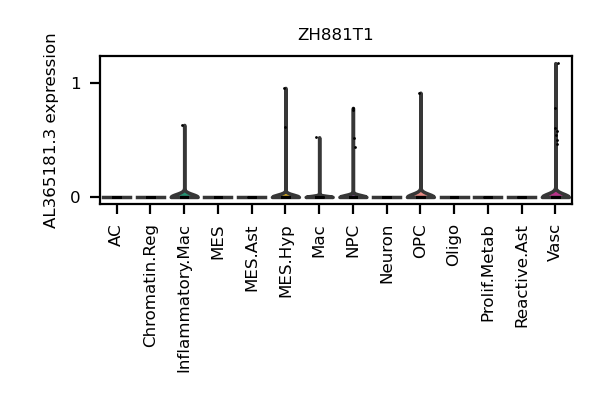 ZH881T1
AL365181.3 expression
1
0
AC
Chromatin.Reg
Inflammatory.Mac
MES
MES.Ast
MES.Hyp
Mac
NPC
Neuron
OPC
Oligo
Prolif.Metab
Reactive.Ast
Vasc